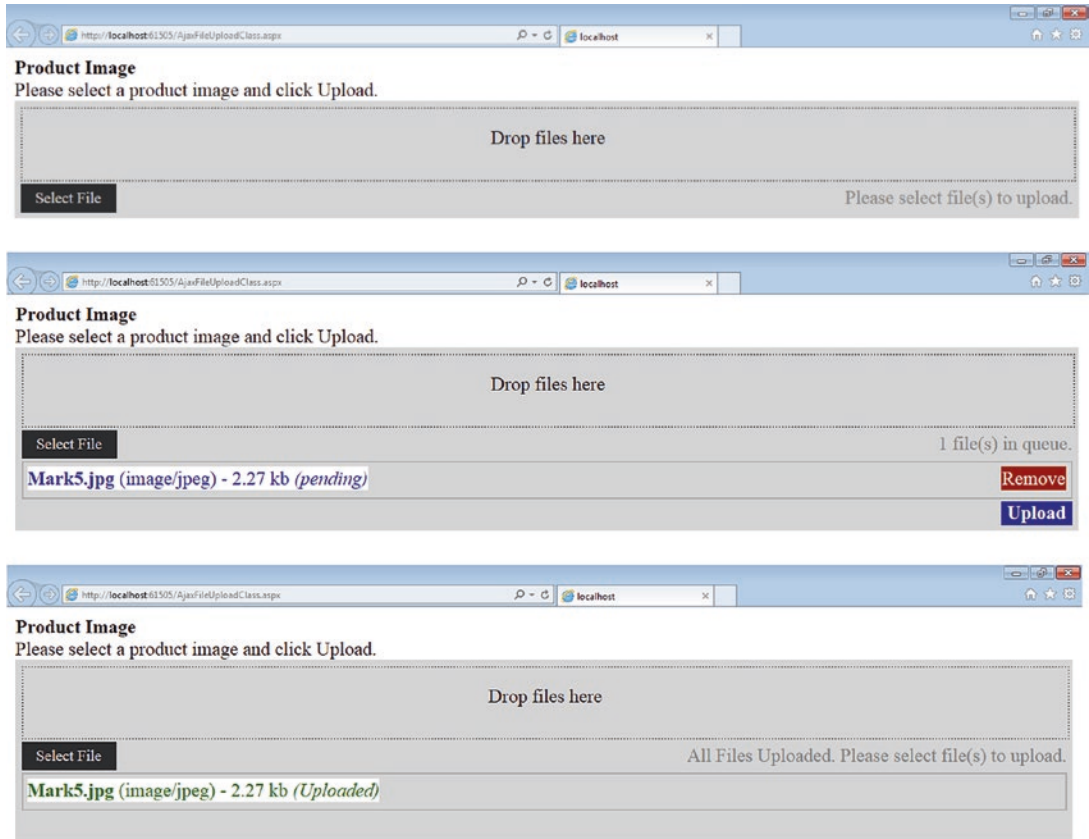 http://localhost:61505/AjaxFileUploadClass.aspx
localhost
Product Image
Please select a product image and click Upload.
Drop files here
Select File
Please select file(s) to upload.
http://localhost:61505/AjaxFileUploadClass.aspx
localhost
Product Image
Please select a product image and click Upload.
Drop files here
Select File
1 file(s) in queue.
Mark5.jpg (image/jpeg) - 2.27 kb (pending)
Remove
Upload
http://localhost:61505/AjaxFileUploadClass.aspx
localhost
Product Image
Please select a product image and click Upload.
Drop files here
Select File
All Files Uploaded. Please select file(s) to upload.
Mark5.jpg (image/jpeg) - 2.27 kb (Uploaded)